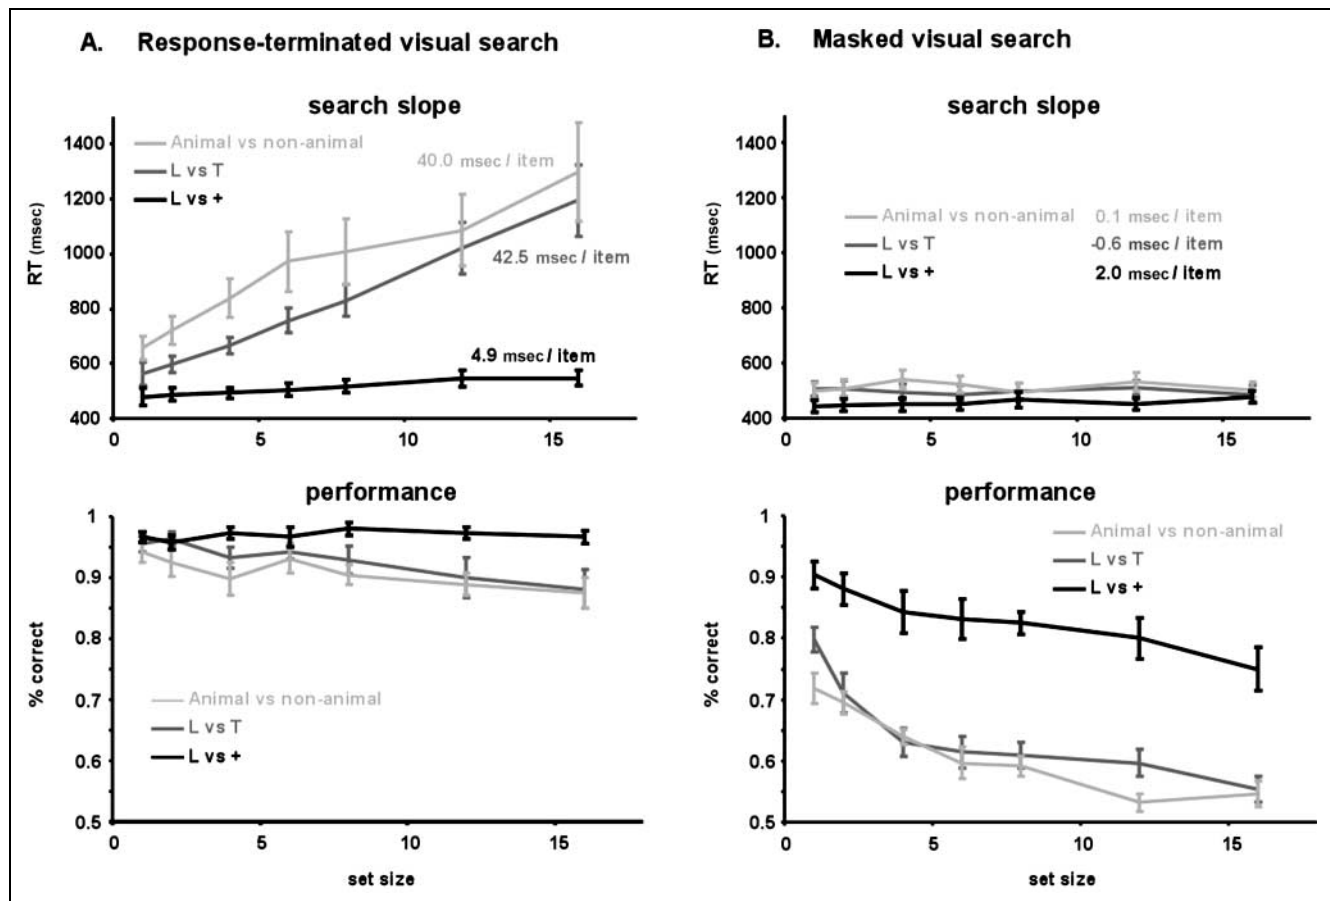 A. Response-terminated visual search
search slope
1400
1200
1000
800
600
400
RT (msec)
Animal vs non-animal
L vs T
L vs +
40.0 msec / item
42.5 msec / item
4.9 msec / item
0
5
10
15
performance
1
0.9
0.8
0.7
0.6
0.5
% correct
Animal vs non-animal
L vs T
L vs +
0
5
10
15
set size
B. Masked visual search
search slope
1400
1200
1000
800
600
400
RT (msec)
Animal vs non-animal 0.1 msec / item
L vs T -0.6 msec / item
L vs + 2.0 msec / item
0
5
10
15
performance
1
0.9
0.8
0.7
0.6
0.5
% correct
Animal vs non-animal
L vs T
L vs +
0
5
10
15
set size